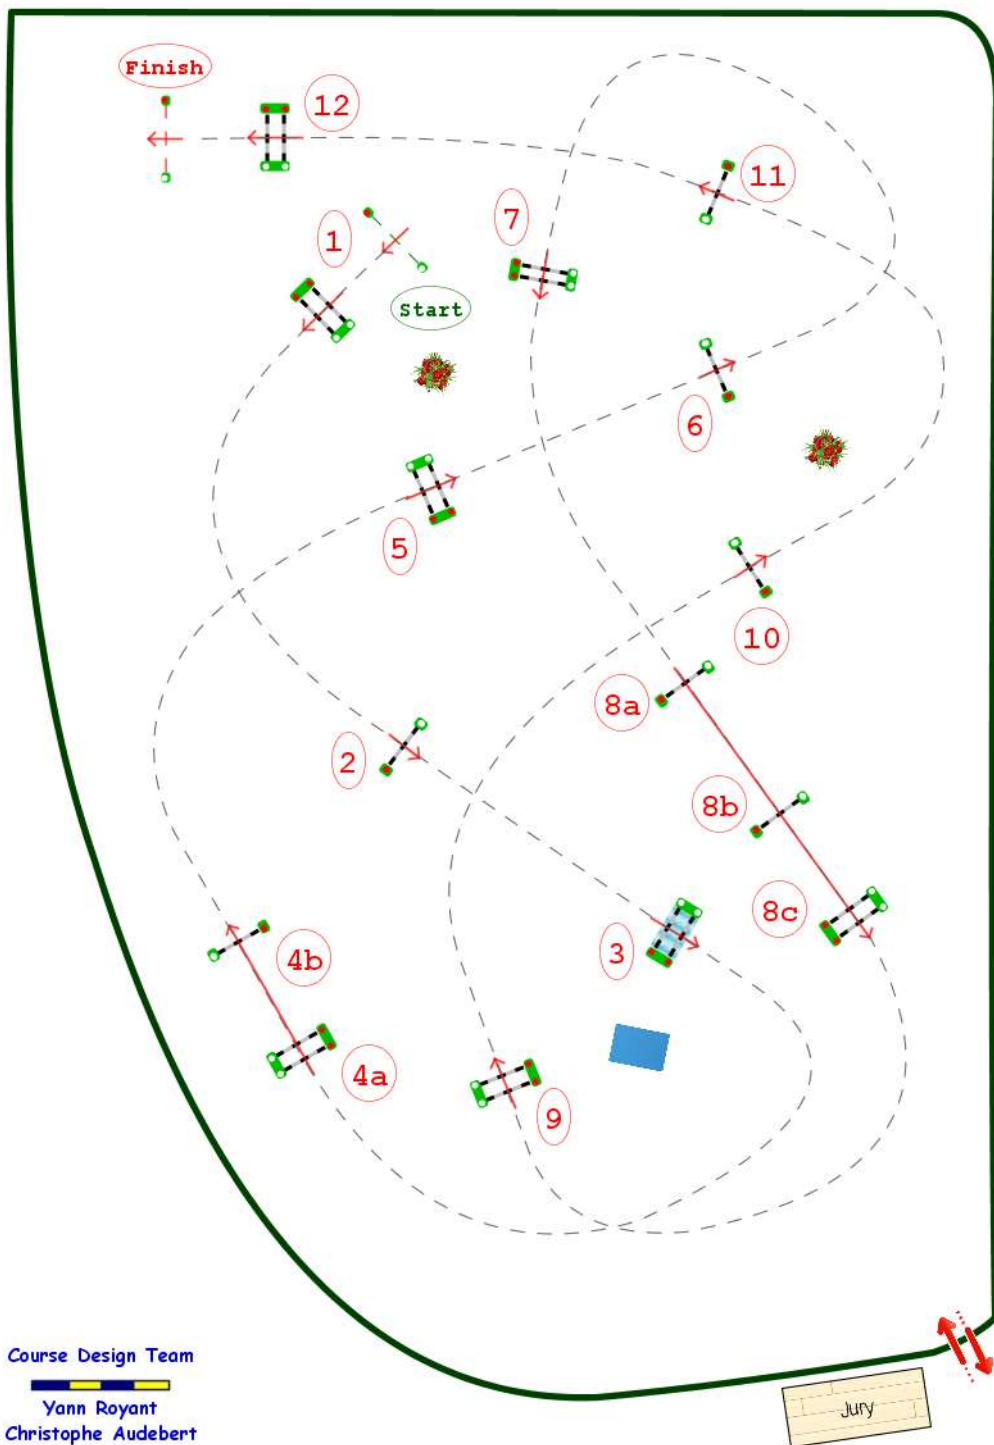 Finish
12
11
7
1
Start
6
5
10
8a
2
8b
8c
3
4b
4a
9
Course Design Team
Yann Royant
Christophe Audebert
Jury